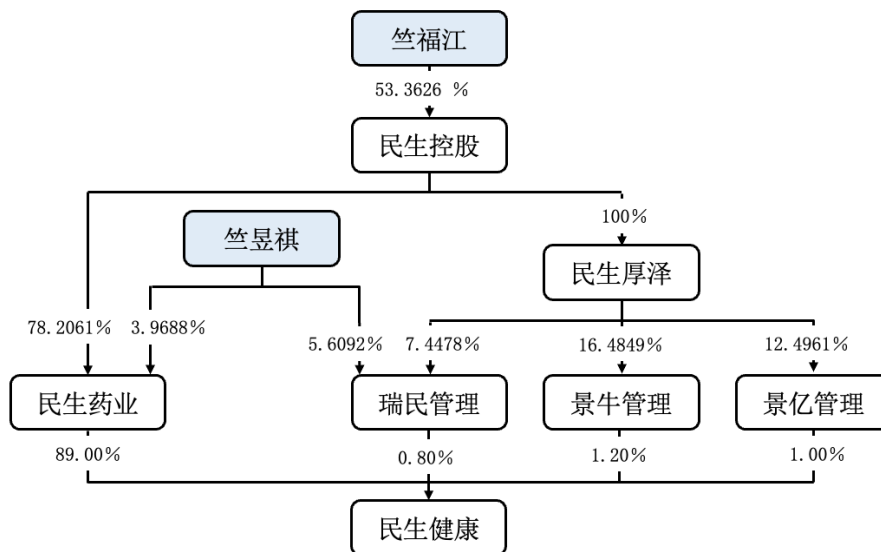 竺福江
53.3626 %
民生控股
100%
竺昱祺
民生厚泽
78.2061%
3.9688%
5.6092%
7.4478%
16.4849%
12.4961%
民生药业
瑞民管理
景牛管理
景亿管理
89.00%
0.80%
1.20%
1.00%
民生健康